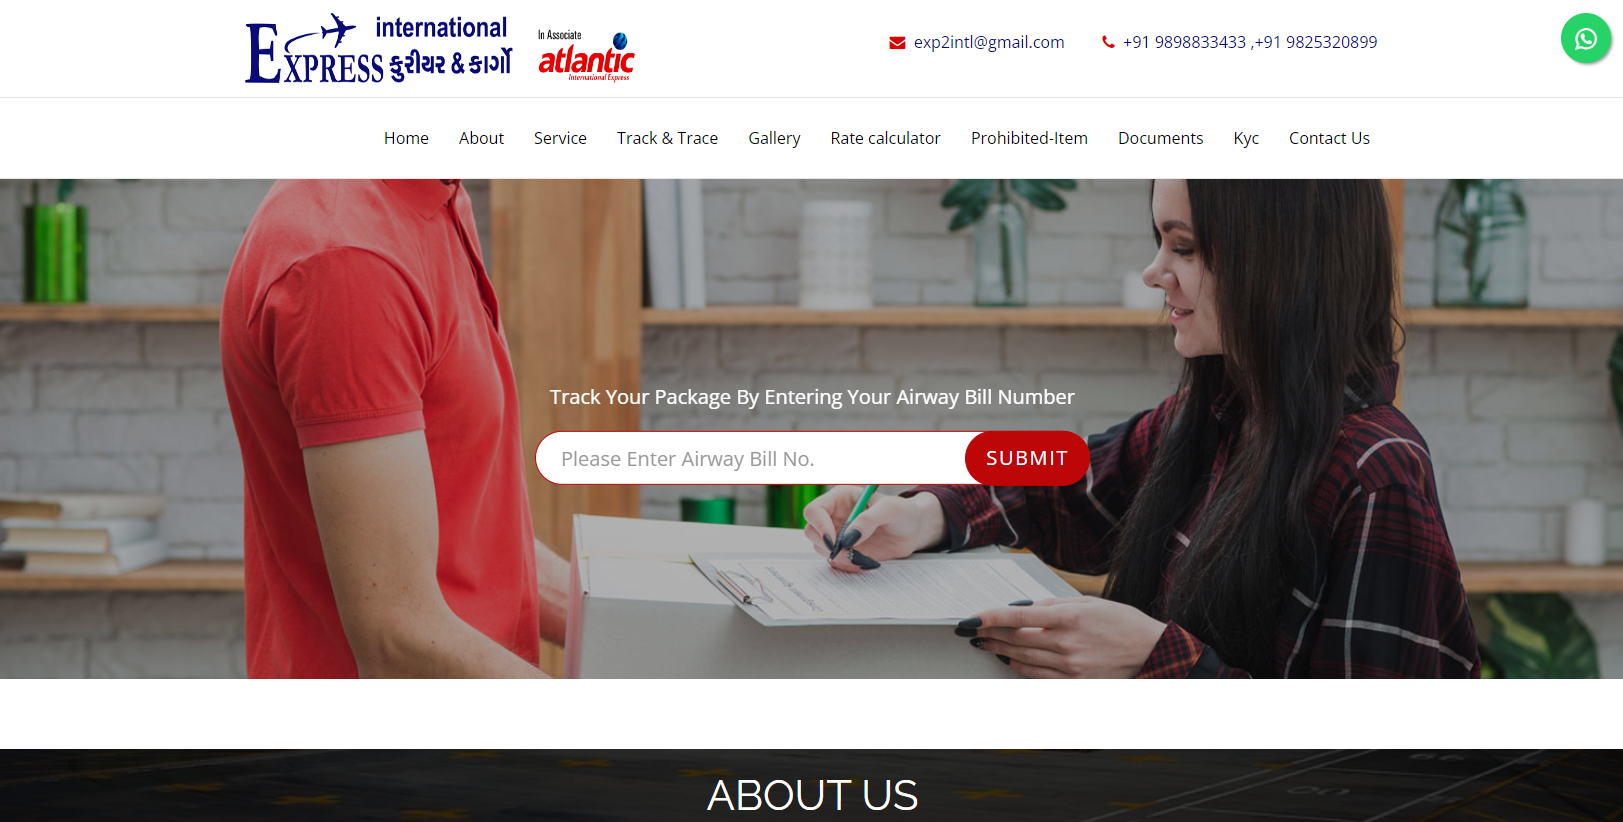 international
EXPRESS કુરીયર & કાર્ગો
In Associate
atlantic
International Express
exp2intl@gmail.com
+91 9898833433 ,+91 9825320899
Home About Service Track & Trace Gallery Rate calculator Prohibited-Item Documents Kyc Contact Us
Track Your Package By Entering Your Airway Bill Number
Please Enter Airway Bill No.
SUBMIT
ABOUT US